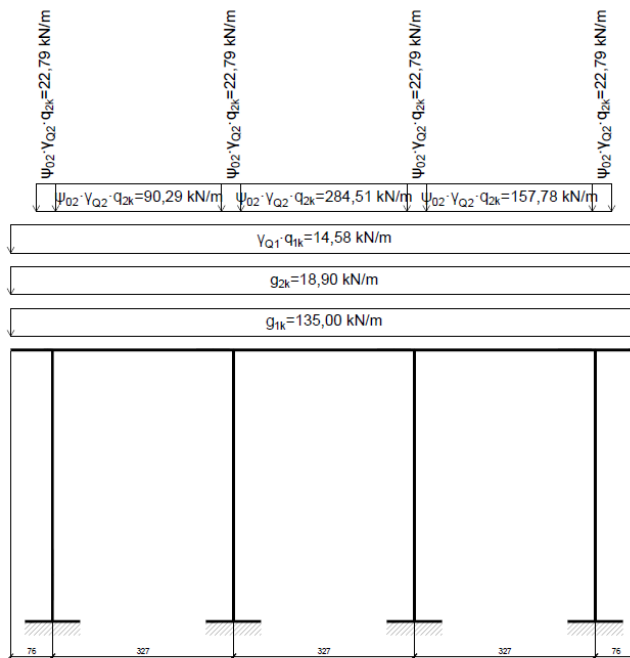 ψ02·γQ2·q2k=22,79 kN/m
ψ02·γQ2·q2k=22,79 kN/m
ψ02·γQ2·q2k=22,79 kN/m
ψ02·γQ2·q2k=22,79 kN/m
ψ02·γQ2·q2k=90,29 kN/m
ψ02·γQ2·q2k=284,51 kN/m
ψ02·γQ2·q2k=157,78 kN/m
γQ1·q1k=14,58 kN/m
g2k=18,90 kN/m
g1k=135,00 kN/m
76 327 327 327 76